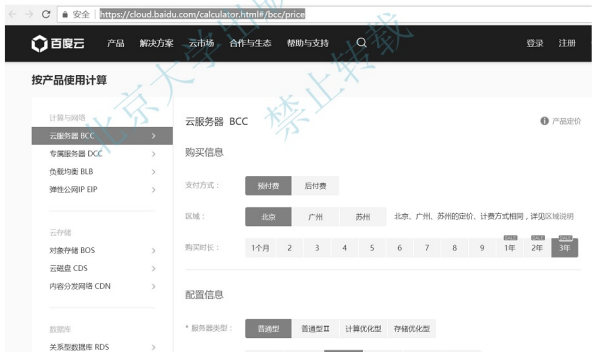 安全 | https://cloud.baidu.com/calculator.html#/bcc/price
百度云 产品 解决方案 云市场 合作与生态 帮助与支持 登录 注册
按产品使用计算
计算与网络
云服务器 BCC
专属服务器 DCC
负载均衡 BLB
弹性公网IP EIP
云存储
对象存储 BOS
云磁盘 CDS
内容分发网络 CDN
数据库
关系型数据库 RDS
云服务器 BCC 产品定价
购买信息
支付方式： 预付费 后付费
区域： 北京 广州 苏州 北京、广州、苏州的定价、计费方式相同，详见区域说明
购买时长： 1个月 2 3 4 5 6 7 8 9 1年 2年 3年
配置信息
* 服务器类型： 普通型 普通型II 计算优化型 存储优化型
北京大学出版
禁止转载